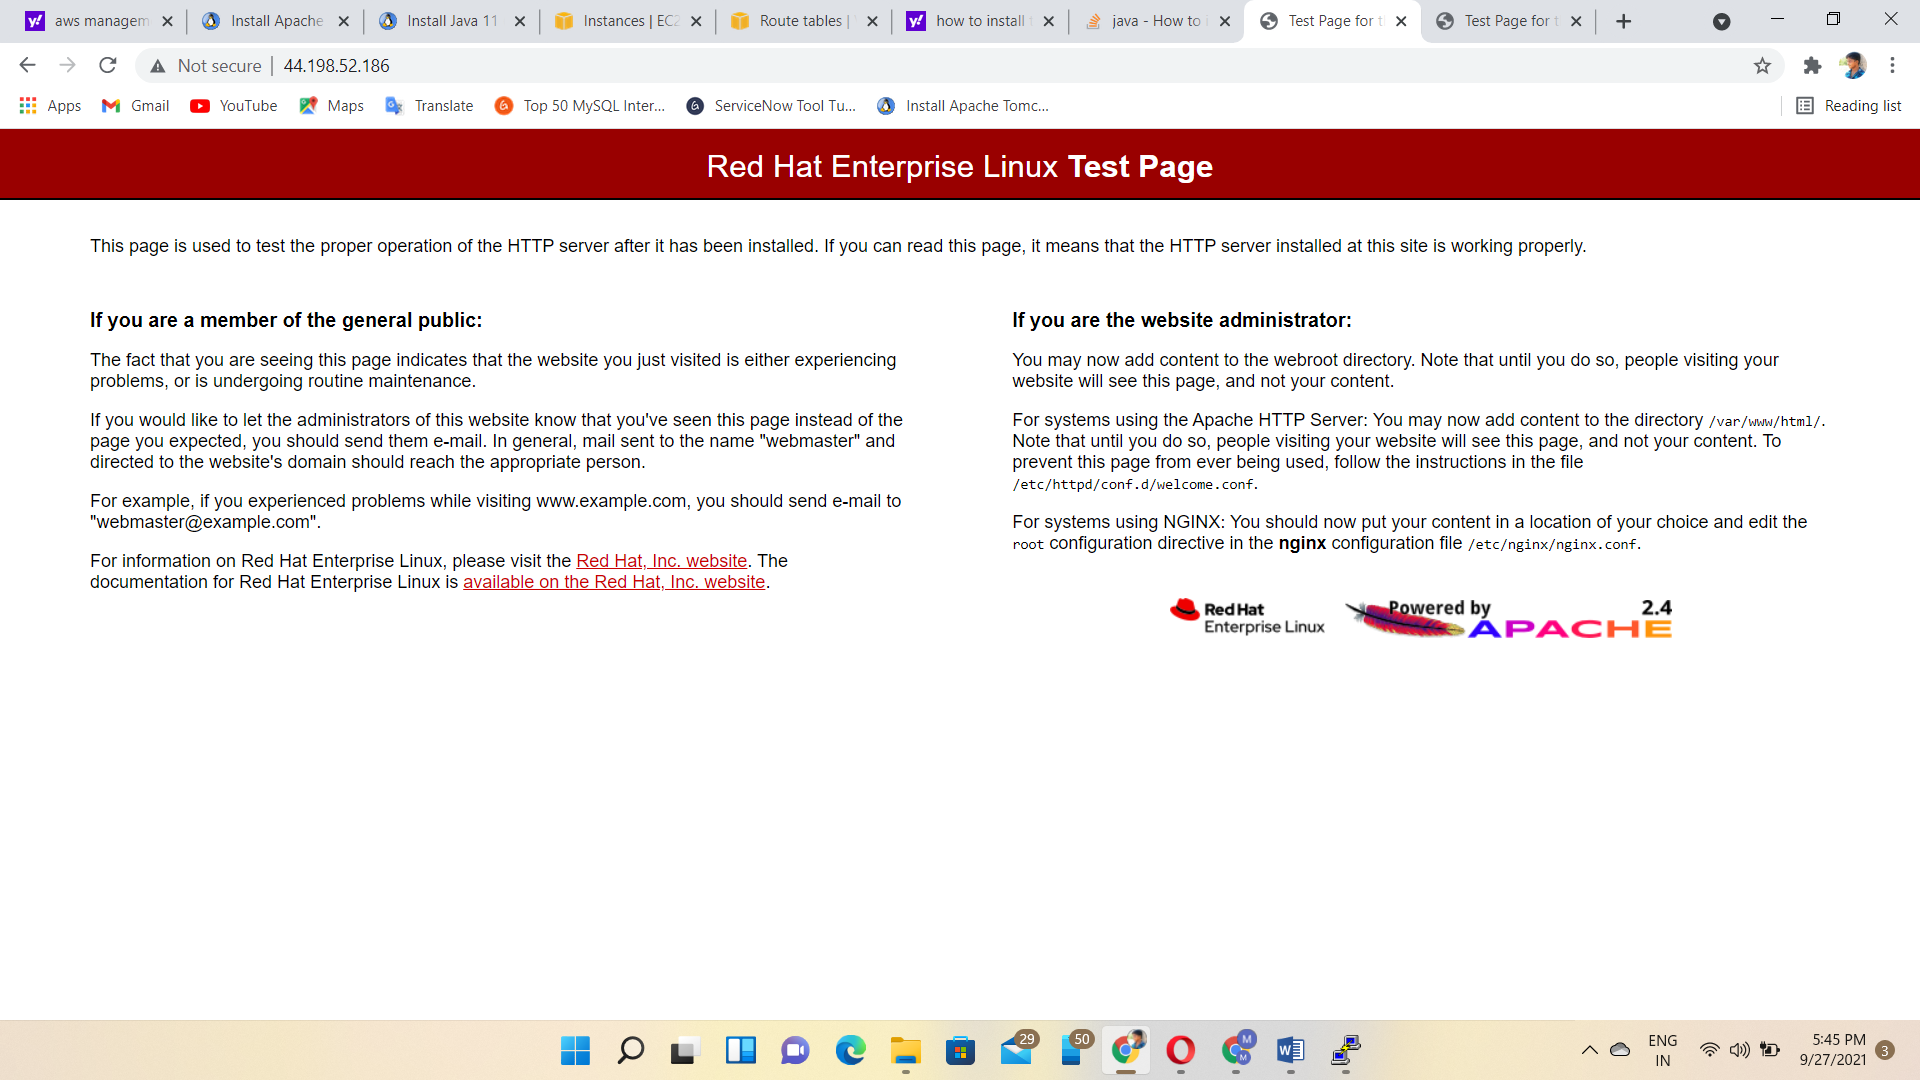 aws managem
Install Apache
Install Java 11
Instances | EC2
Route tables |
how to install
java - How to i
Test Page for t
Test Page for t
Not secure
44.198.52.186
Apps
Gmail
YouTube
Maps
Translate
Top 50 MySQL Inter...
ServiceNow Tool Tu...
Install Apache Tomc...
Reading list
Red Hat Enterprise Linux Test Page
This page is used to test the proper operation of the HTTP server after it has been installed. If you can read this page, it means that the HTTP server installed at this site is working properly.
If you are a member of the general public:
The fact that you are seeing this page indicates that the website you just visited is either experiencing
problems, or is undergoing routine maintenance.
If you would like to let the administrators of this website know that you've seen this page instead of the
page you expected, you should send them e-mail. In general, mail sent to the name "webmaster" and
directed to the website's domain should reach the appropriate person.
For example, if you experienced problems while visiting www.example.com, you should send e-mail to
"webmaster@example.com".
For information on Red Hat Enterprise Linux, please visit the Red Hat, Inc. website. The
documentation for Red Hat Enterprise Linux is available on the Red Hat, Inc. website.
If you are the website administrator:
You may now add content to the webroot directory. Note that until you do so, people visiting your
website will see this page, and not your content.
For systems using the Apache HTTP Server: You may now add content to the directory /var/www/html/.
Note that until you do so, people visiting your website will see this page, and not your content. To
prevent this page from ever being used, follow the instructions in the file
/etc/httpd/conf.d/welcome.conf.
For systems using NGINX: You should now put your content in a location of your choice and edit the
root configuration directive in the nginx configuration file /etc/nginx/nginx.conf.
Red Hat
Enterprise Linux
Powered by 2.4
APACHE
29
50
M
M
ENG
IN
5:45 PM
9/27/2021
3